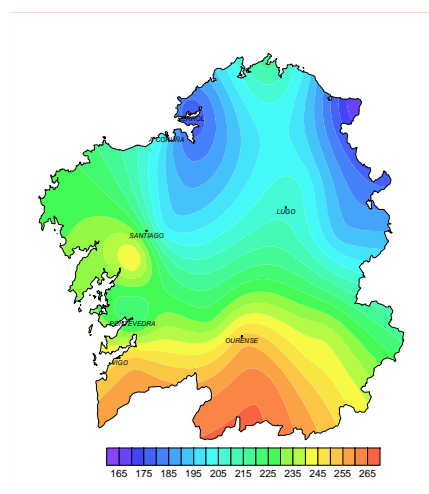 FERROL
A CORUÑA
LUGO
SANTIAGO
PONTEVEDRA
OURENSE
VIGO
165 175 185 195 205 215 225 235 245 255 265